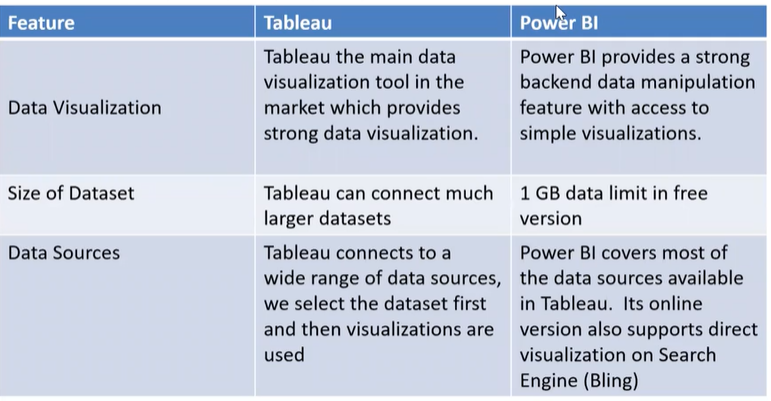 Feature
Tableau
Power BI
Data Visualization
Tableau the main data
visualization tool in the
market which provides
strong data visualization.
Power BI provides a strong
backend data manipulation
feature with access to
simple visualizations.
Size of Dataset
Tableau can connect much
larger datasets
1 GB data limit in free
version
Data Sources
Tableau connects to a
wide range of data sources,
we select the dataset first
and then visualizations are
used
Power BI covers most of
the data sources available
in Tableau.  Its online
version also supports direct
visualization on Search
Engine (Bling)